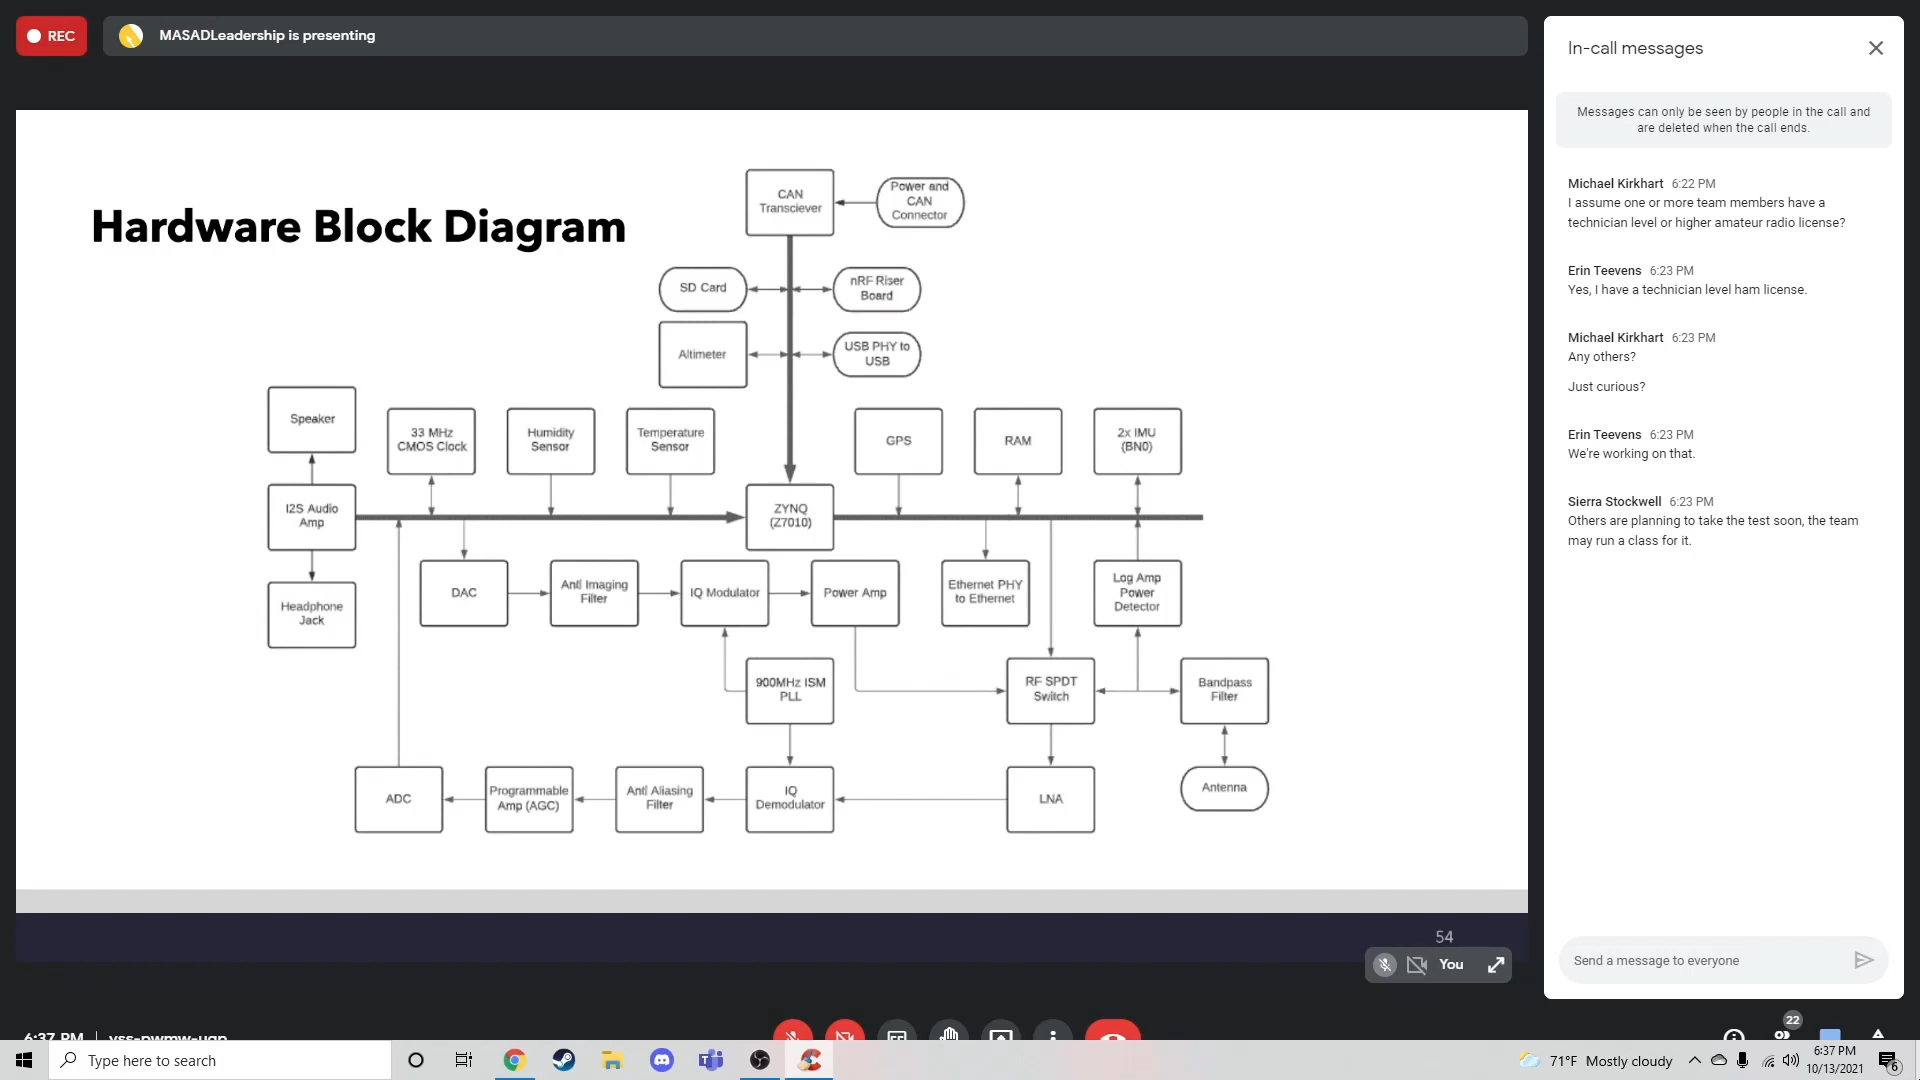 REC
MASADLeadership is presenting
Hardware Block Diagram
CAN
Transciever
Power and
CAN
Connector
SD Card
nRF Riser
Board
Altimeter
USB PHY to
USB
Speaker
33 MHz
CMOS Clock
Humidity
Sensor
Temperature
Sensor
GPS
RAM
2x IMU
(BN0)
I2S Audio
Amp
ZYNQ
(Z7010)
Headphone
Jack
DAC
Anti Imaging
Filter
IQ Modulator
Power Amp
Ethernet PHY
to Ethernet
Log Amp
Power
Detector
900MHz ISM
PLL
RF SPDT
Switch
Bandpass
Filter
ADC
Programmable
Amp (AGC)
Anti Aliasing
Filter
IQ
Demodulator
LNA
Antenna
54
You
In-call messages
Messages can only be seen by people in the call and
are deleted when the call ends.
Michael Kirkhart 6:22 PM
I assume one or more team members have a
technician level or higher amateur radio license?
Erin Teevens 6:23 PM
Yes, I have a technician level ham license.
Michael Kirkhart 6:23 PM
Any others?
Just curious?
Erin Teevens 6:23 PM
We're working on that.
Sierra Stockwell 6:23 PM
Others are planning to take the test soon, the team
may run a class for it.
Send a message to everyone
6:37 PM
22
Type here to search
71°F Mostly cloudy
6:37 PM
10/13/2021
6